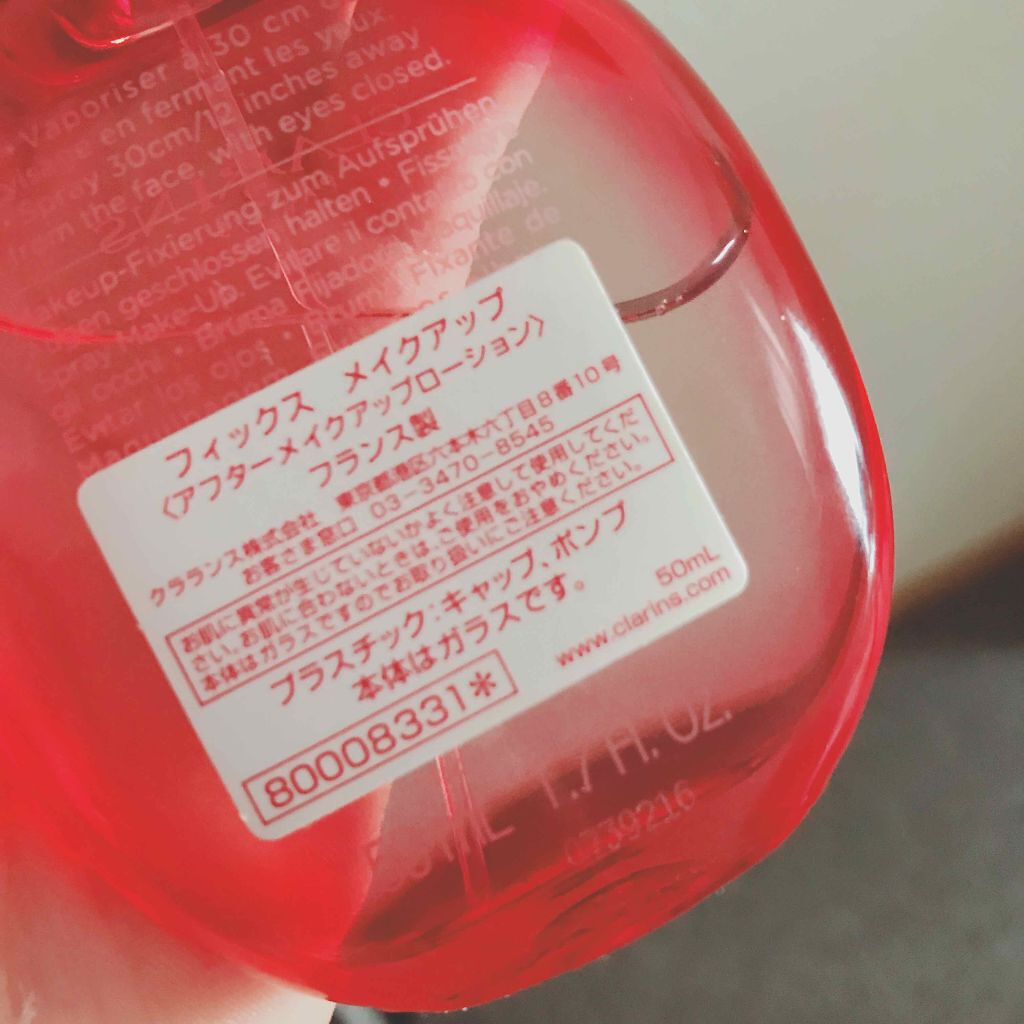 Vaporiser à 30 cm
en fermant les yeux.
Spray 30cm/12 inches away
from the face, with eyes closed.
Make-up-Fixierung zum Aufsprühen
geschlossen halten •
Spray Make-Up. Evitare il contatto con
gli occhi • Bruma Fijadora
Evitar los ojos • Fixante de
フィックス メイクアップ
〈アフターメイクアップローション〉
フランス製
クラランス株式会社 東京都港区六本木六丁目8番10号
お客さま窓口 03-3470-8545
お肌に異常が生じていないかよく注意して使用してくだ
さい。お肌に合わないときは、ご使用をおやめください。
本体はガラスですのでお取り扱いにご注意ください。
プラスチック:キャップ、ポンプ
本体はガラスです。
50mL
www.clarins.com
80008331*
50 mL 1.7 Fl. Oz.
0739216